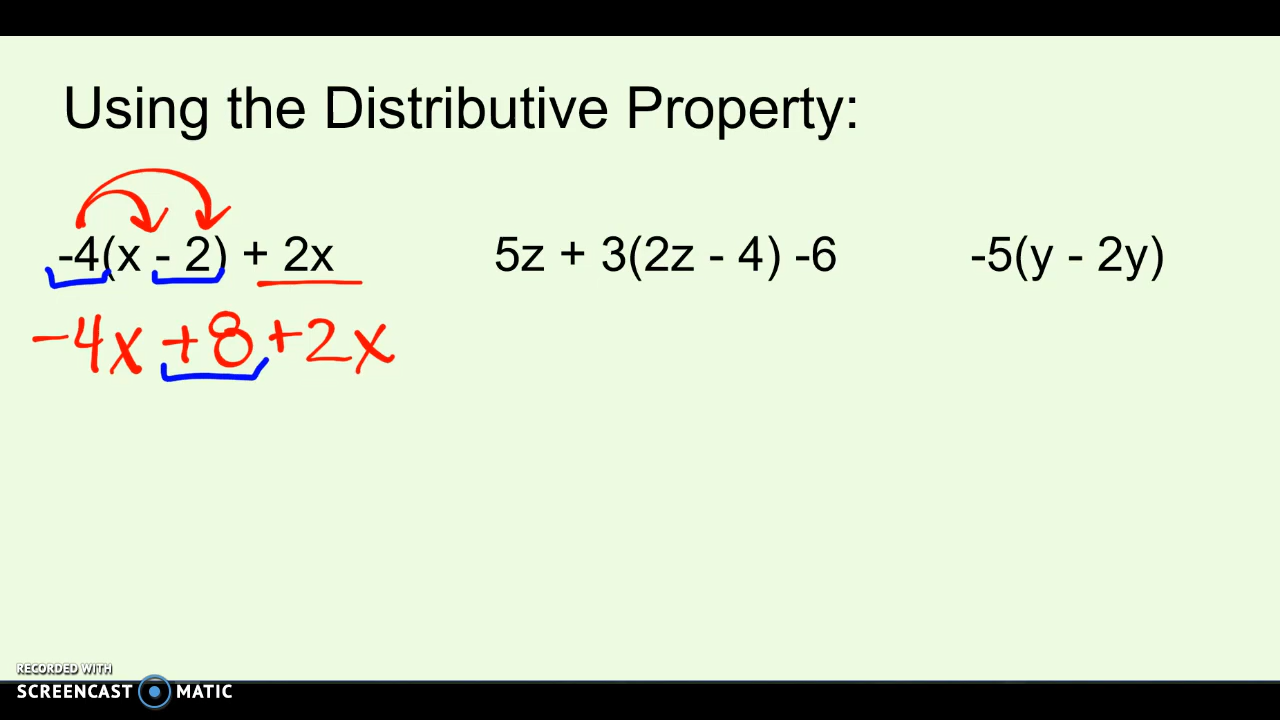 Using the Distributive Property:
-4(x - 2) + 2x
5z + 3(2z - 4) -6
-5(y - 2y)
-4x +8 +2x
RECORDED WITH
SCREENCAST MATIC